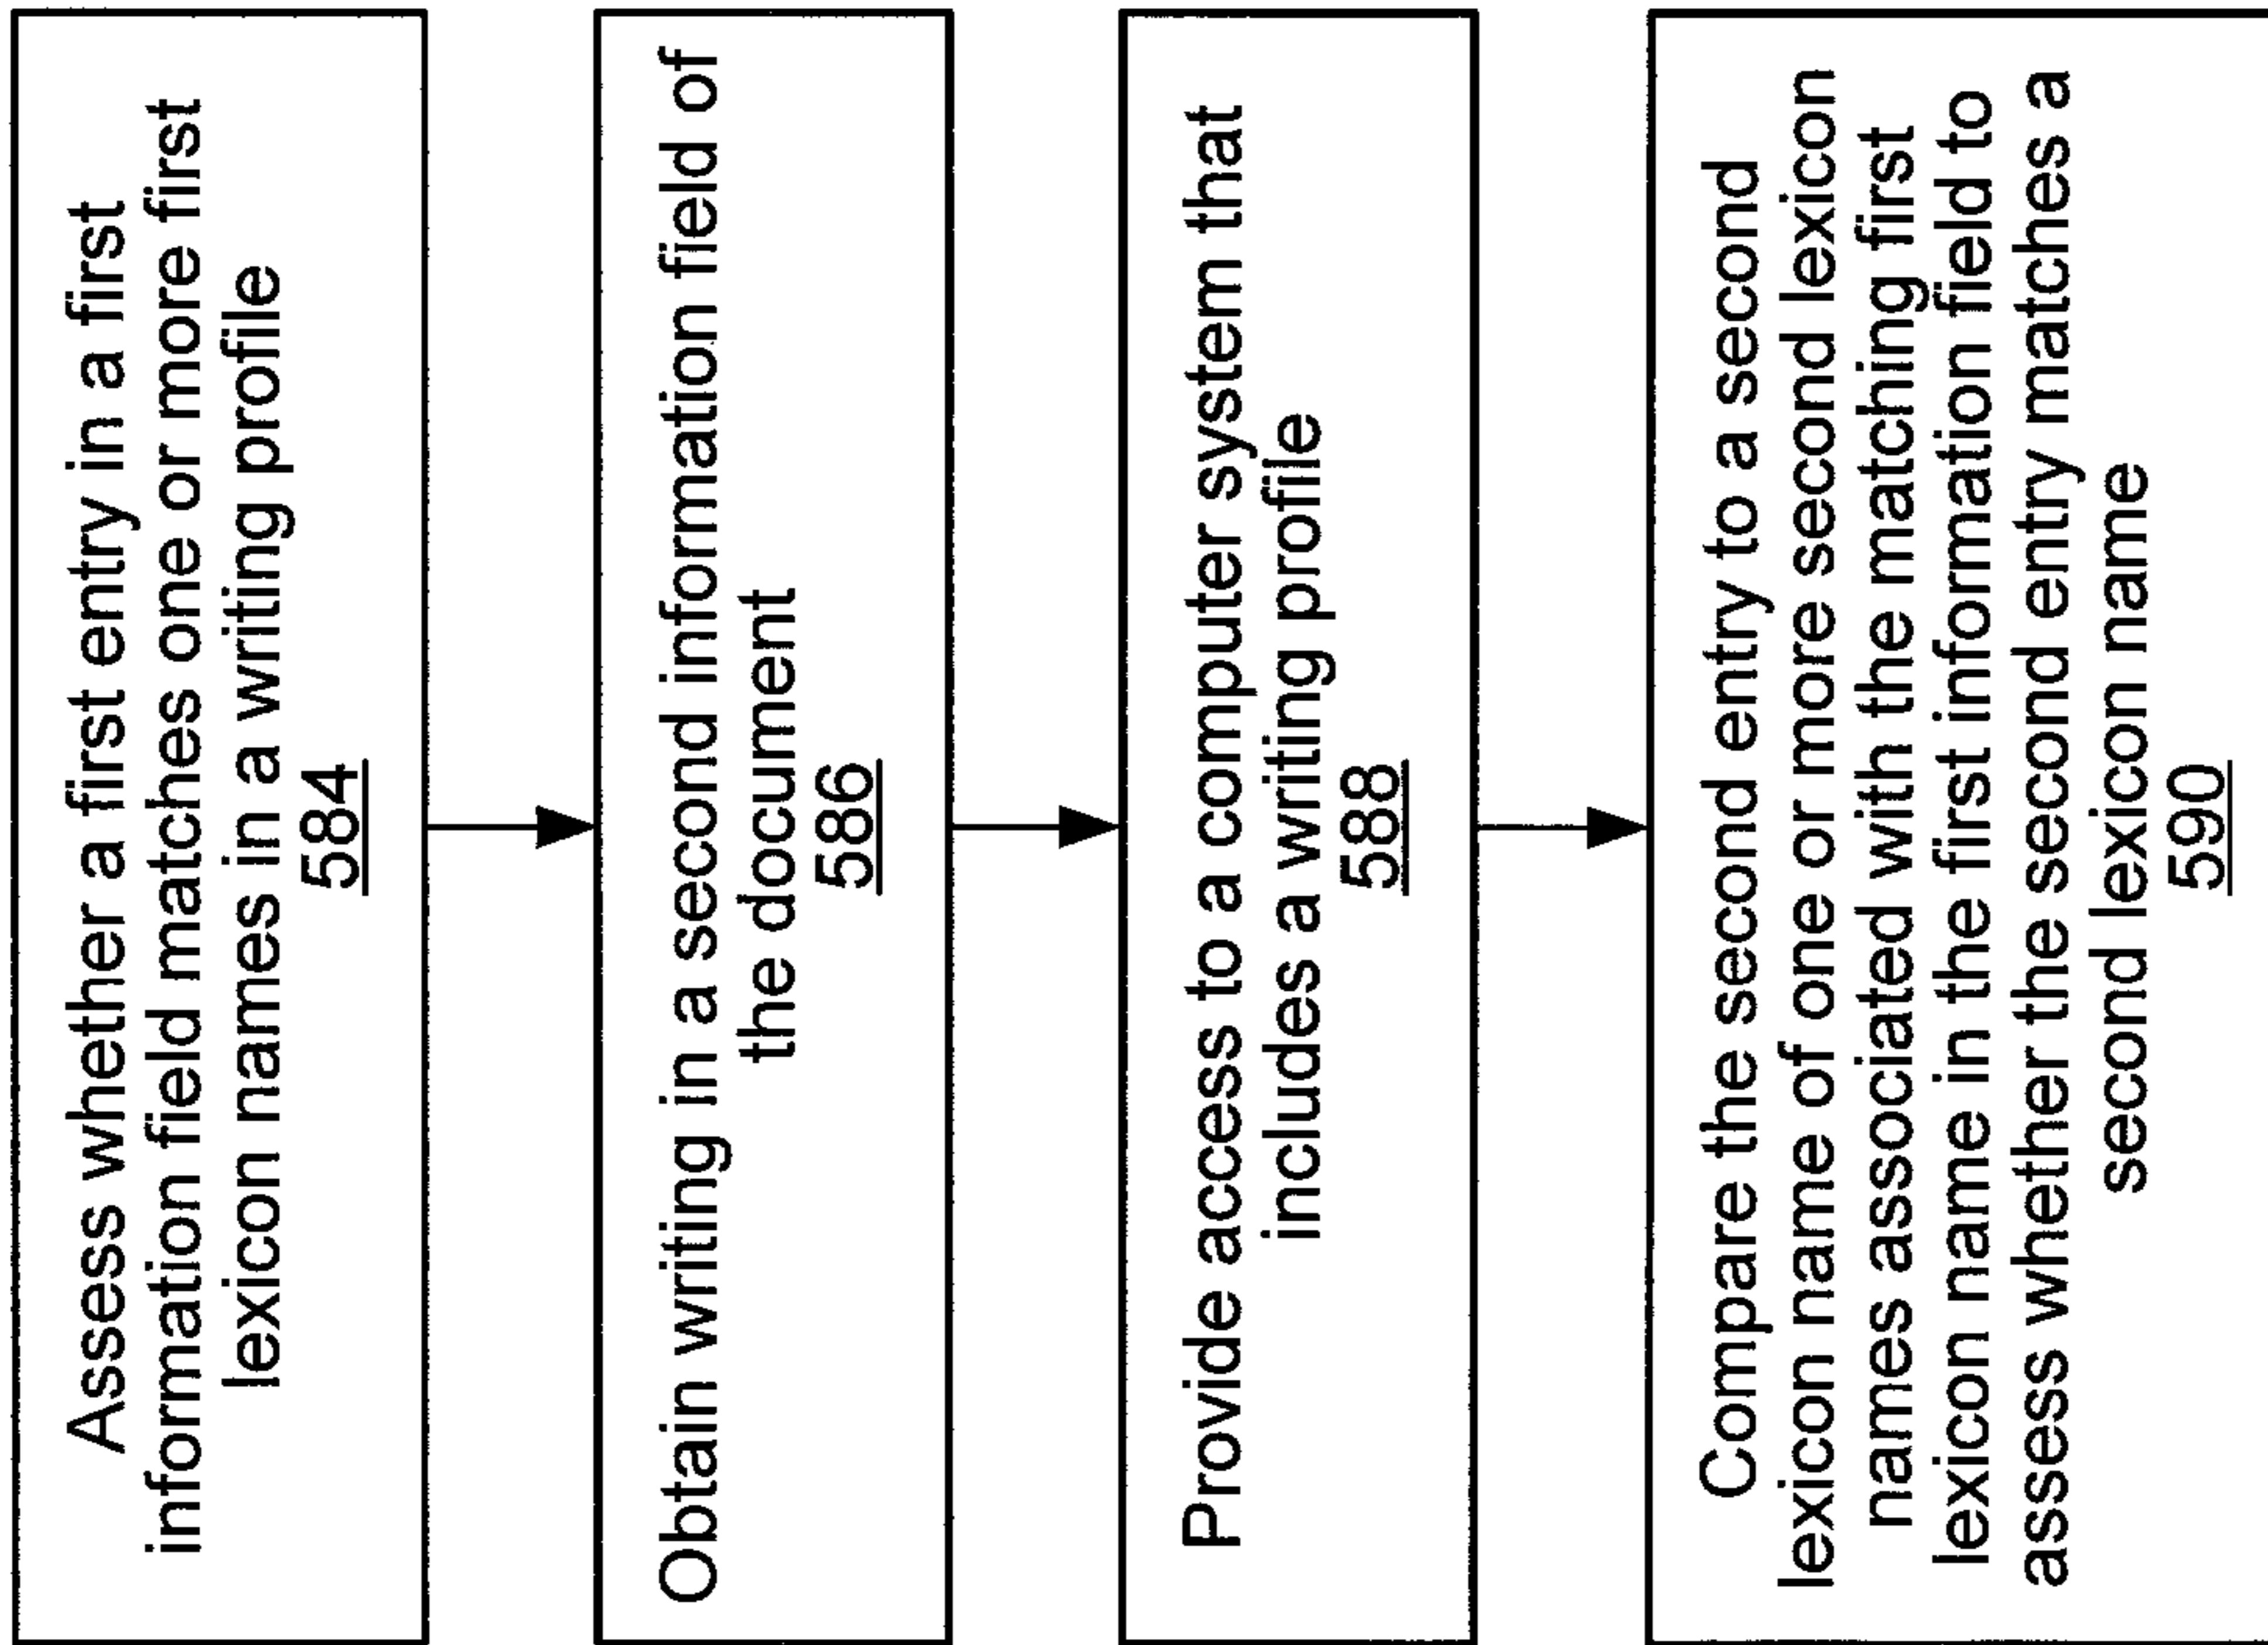 Assess whether a first entry in a first
information field matches one or more first
lexicon names in a writing profile
584
Obtain writing in a second information field of
the document
586
Provide access to a computer system that
includes a writing profile
588
Compare the second entry to a second
lexicon name of one or more second lexicon
names associated with the matching first
lexicon name in the first information field to
assess whether the second entry matches a
second lexicon name
590